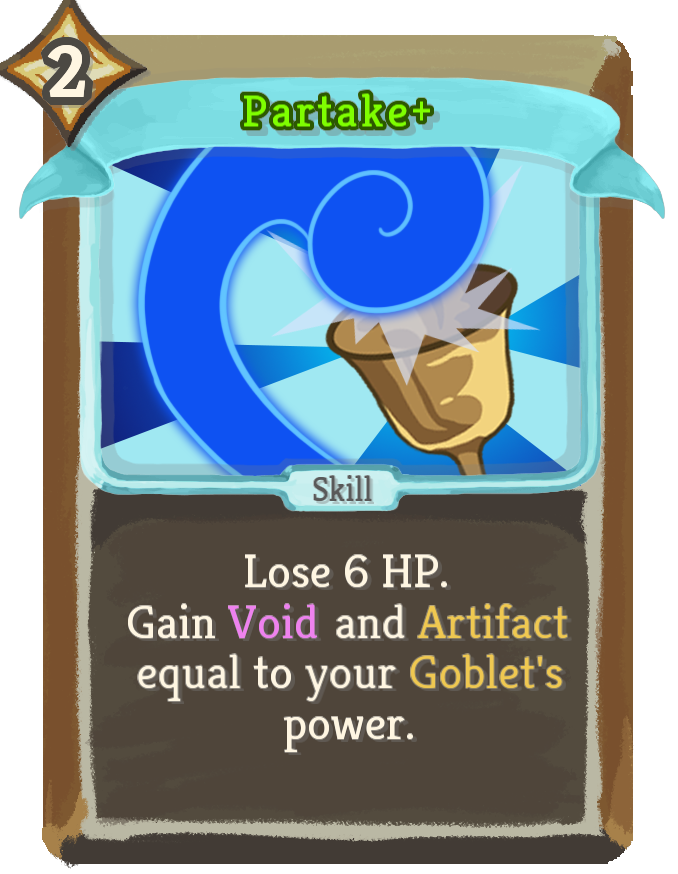 2
Partake+
Skill
Lose 6 HP.
Gain Void and Artifact
equal to your Goblet's
power.